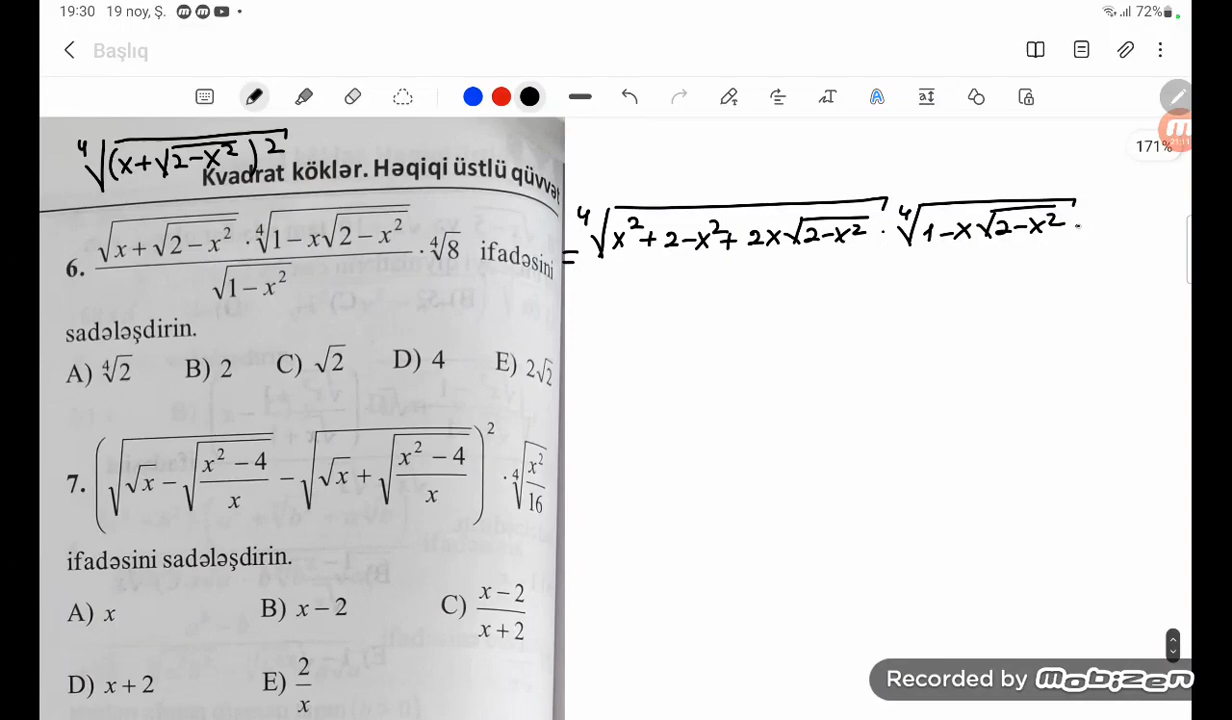 19:30 19 noy, Ş. 72%
Başlıq
171%
21:11
⁴√((x+√(2-x²))²)
Kvadrat köklər. Həqiqi üstlü qüvvət
6. (√(x + √(2 − x²)) · ⁴√(1 − x√(2 − x²))) / √(1 − x²) · ⁴√8 ifadəsini
= ⁴√(x² + 2 - x² + 2x√(2-x²)) · ⁴√(1 - x√(2-x²)) ·
sadələşdirin.
A) ⁴√2 B) 2 C) √2 D) 4 E) 2√2
7. (√(√x − √((x² − 4)/x)) − √(√x + √((x² − 4)/x)))² · ⁴√(x²/16)
ifadəsini sadələşdirin.
A) x B) x − 2 C) (x − 2)/(x + 2)
D) x + 2 E) 2/x
Recorded by mobizen